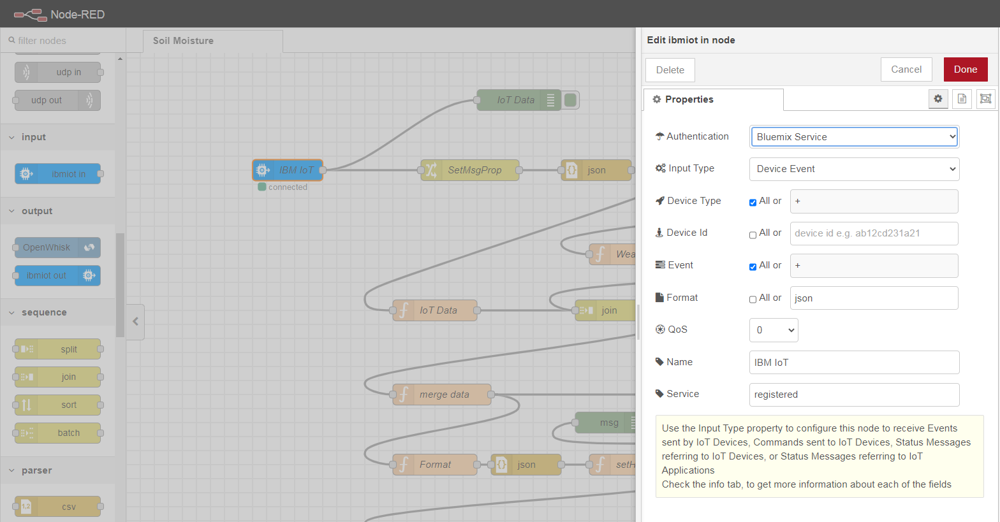 Node-RED
filter nodes
Soil Moisture
udp in
udp out
input
ibmiot in
output
OpenWhisk
ibmiot out
sequence
split
join
sort
batch
parser
1,2
csv
IoT Data
IBM IoT
connected
SetMsgProp
{}
json
f
Wea
f
IoT Data
join
f
merge data
msg
f
Format
{}
json
f
setH
Edit ibmiot in node
Delete
Cancel
Done
Properties
Authentication
Bluemix Service
Input Type
Device Event
Device Type
All or
+
Device Id
All or
device id e.g. ab12cd231a21
Event
All or
+
Format
All or
json
QoS
0
Name
IBM IoT
Service
registered
Use the Input Type property to configure this node to receive Events
sent by IoT Devices, Commands sent to IoT Devices, Status Messages
referring to IoT Devices, or Status Messages referring to IoT
Applications
Check the info tab, to get more information about each of the fields